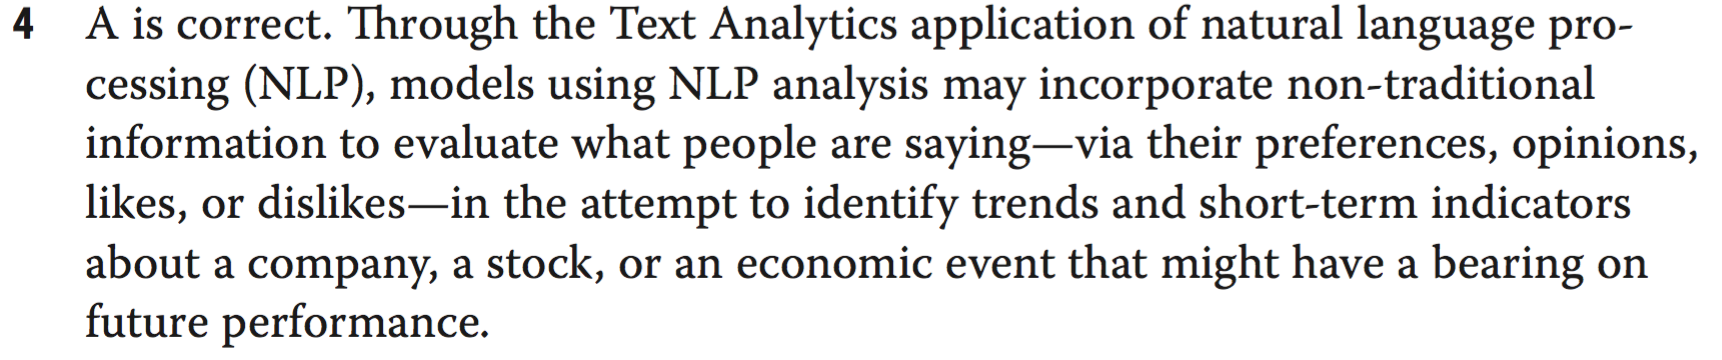 4 A is correct. Through the Text Analytics application of natural language pro-
cessing (NLP), models using NLP analysis may incorporate non-traditional
information to evaluate what people are saying—via their preferences, opinions,
likes, or dislikes—in the attempt to identify trends and short-term indicators
about a company, a stock, or an economic event that might have a bearing on
future performance.